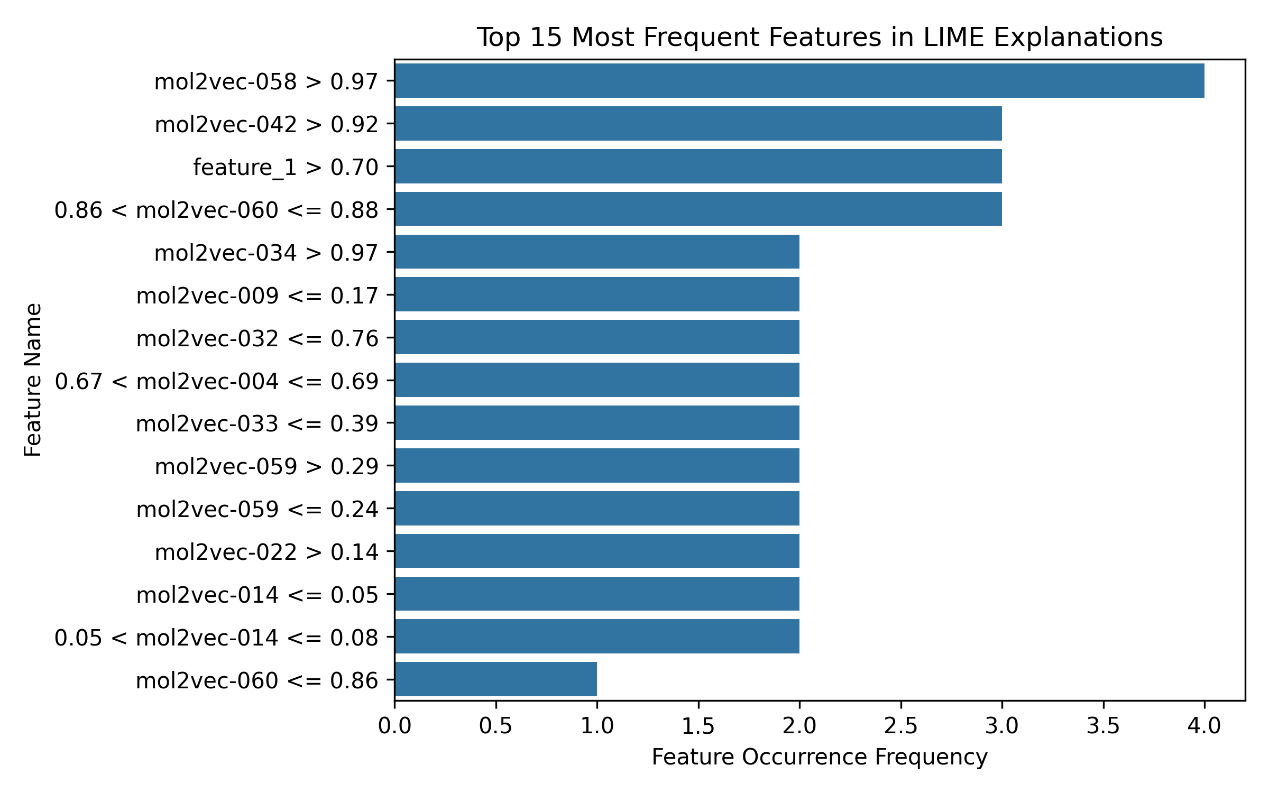 Top 15 Most Frequent Features in LIME Explanations
mol2vec-058 > 0.97
mol2vec-042 > 0.92
feature_1 > 0.70
0.86 < mol2vec-060 <= 0.88
mol2vec-034 > 0.97
mol2vec-009 <= 0.17
mol2vec-032 <= 0.76
0.67 < mol2vec-004 <= 0.69
mol2vec-033 <= 0.39
mol2vec-059 > 0.29
mol2vec-059 <= 0.24
mol2vec-022 > 0.14
mol2vec-014 <= 0.05
0.05 < mol2vec-014 <= 0.08
mol2vec-060 <= 0.86
Feature Name
0.0 0.5 1.0 1.5 2.0 2.5 3.0 3.5 4.0
Feature Occurrence Frequency